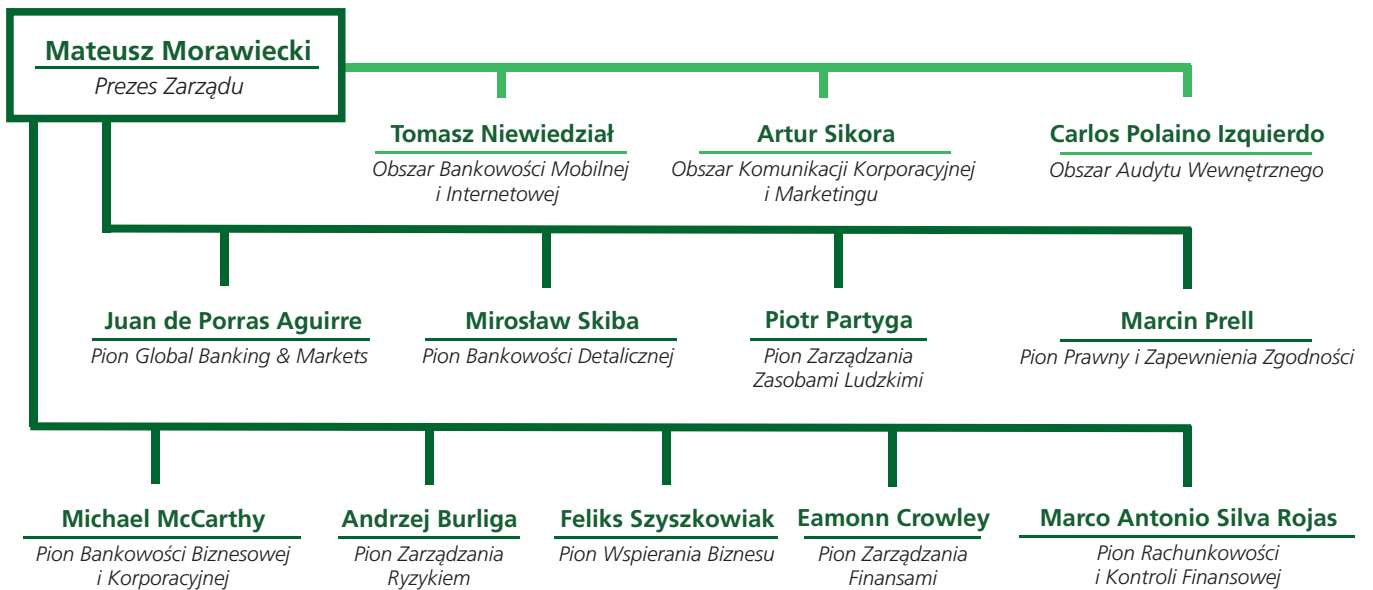 Mateusz Morawiecki
Prezes Zarządu
Tomasz Niewiedział
Obszar Bankowości Mobilnej
i Internetowej
Artur Sikora
Obszar Komunikacji Korporacyjnej
i Marketingu
Carlos Polaino Izquierdo
Obszar Audytu Wewnętrznego
Juan de Porras Aguirre
Pion Global Banking & Markets
Mirosław Skiba
Pion Bankowości Detalicznej
Piotr Partyga
Pion Zarządzania
Zasobami Ludzkimi
Marcin Prell
Pion Prawny i Zapewnienia Zgodności
Michael McCarthy
Pion Bankowości Biznesowej
i Korporacyjnej
Andrzej Burliga
Pion Zarządzania
Ryzykiem
Feliks Szyszkowiak
Pion Wspierania Biznesu
Eamonn Crowley
Pion Zarządzania
Finansami
Marco Antonio Silva Rojas
Pion Rachunkowości
i Kontroli Finansowej